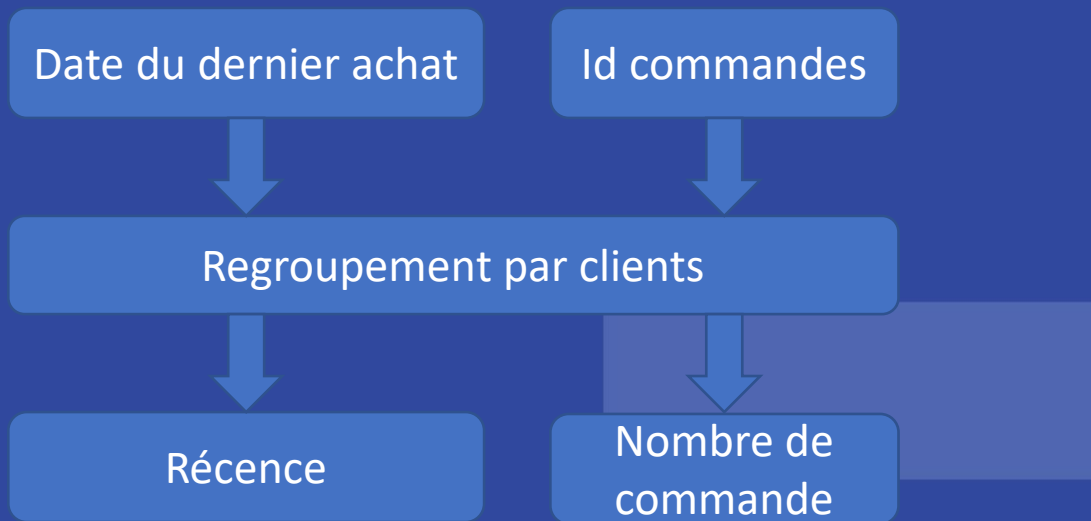 Date du dernier achat
Id commandes
Regroupement par clients
Récence
Nombre de
commande